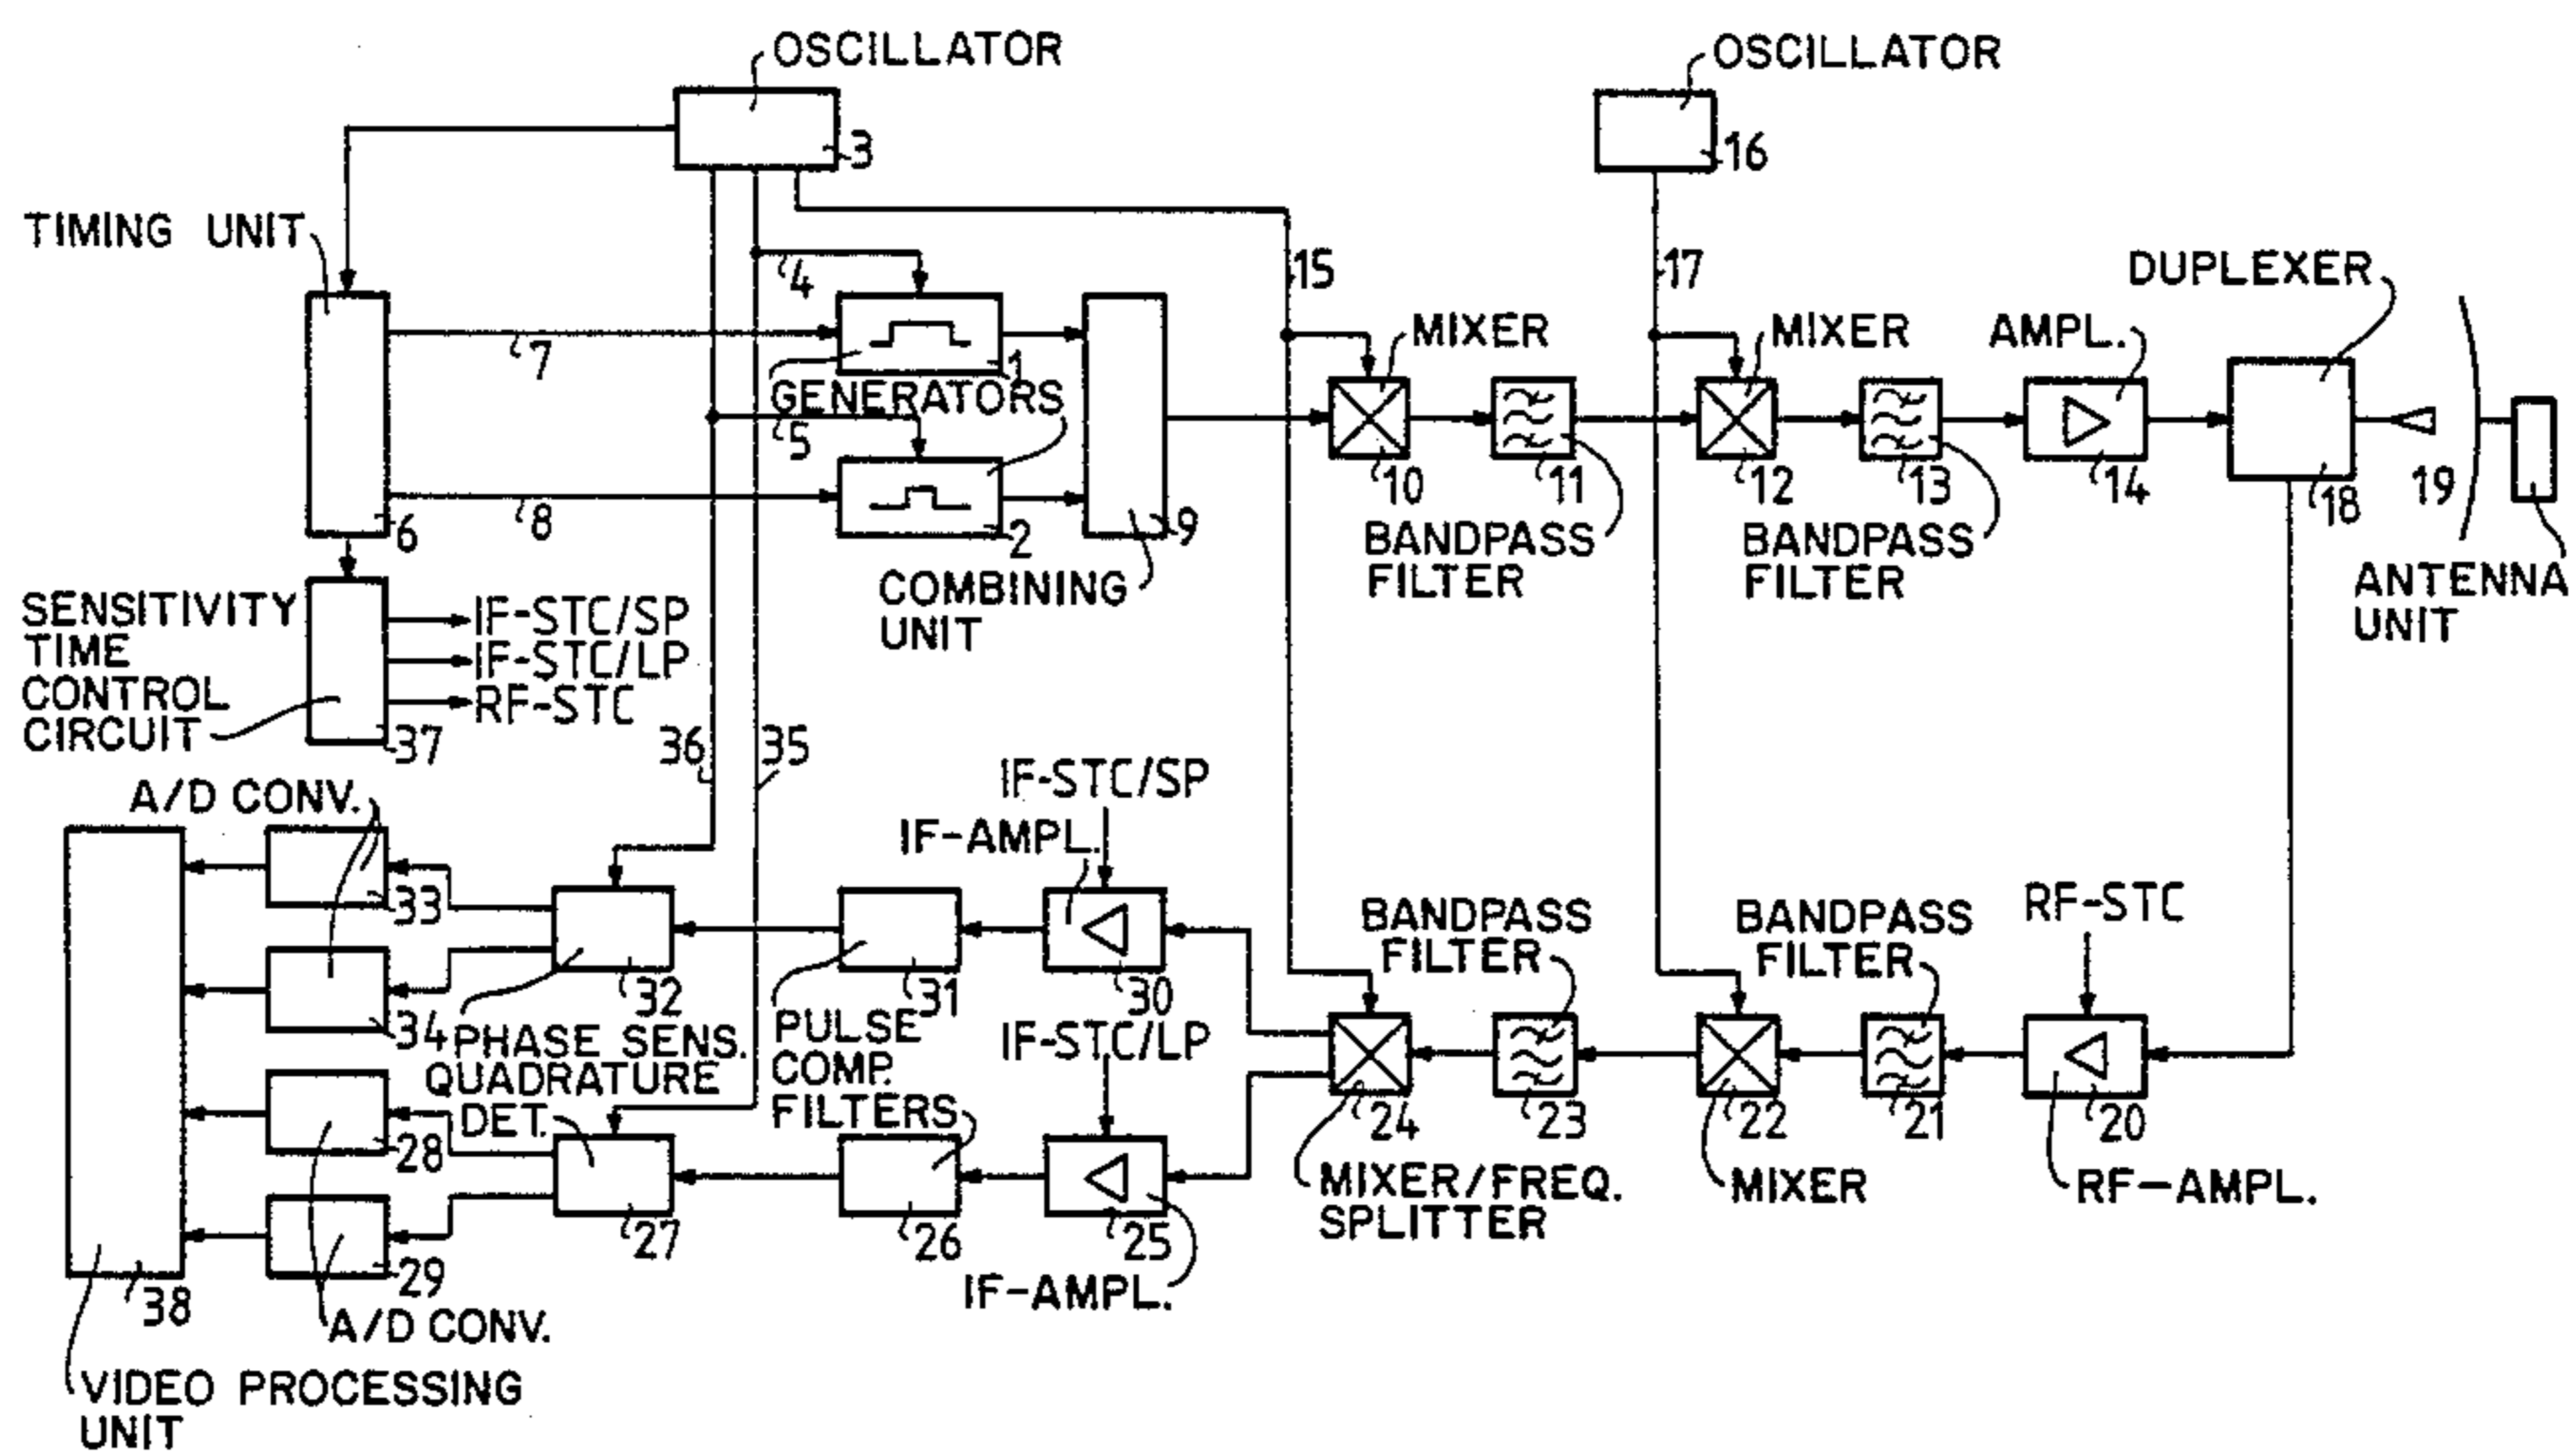 OSCILLATOR
3
OSCILLATOR
16
TIMING UNIT
4
15
17
DUPLEXER
7
1
GENERATORS
5
MIXER
10
11
BANDPASS
FILTER
MIXER
12
13
BANDPASS
FILTER
AMPL.
14
18
19
ANTENNA
UNIT
6
8
2
9
COMBINING
UNIT
SENSITIVITY
TIME
CONTROL
CIRCUIT
37
IF-STC/SP
IF-STC/LP
RF-STC
36
35
A/D CONV.
33
34
28
29
A/D CONV.
38
VIDEO PROCESSING
UNIT
32
PHASE SENS.
QUADRATURE
DET.
27
31
PULSE
COMP.
FILTERS
26
IF-STC/SP
IF-AMPL.
30
IF-STC/LP
25
IF-AMPL.
24
MIXER/FREQ.
SPLITTER
BANDPASS
FILTER
23
22
MIXER
BANDPASS
FILTER
21
RF-STC
20
RF-AMPL.